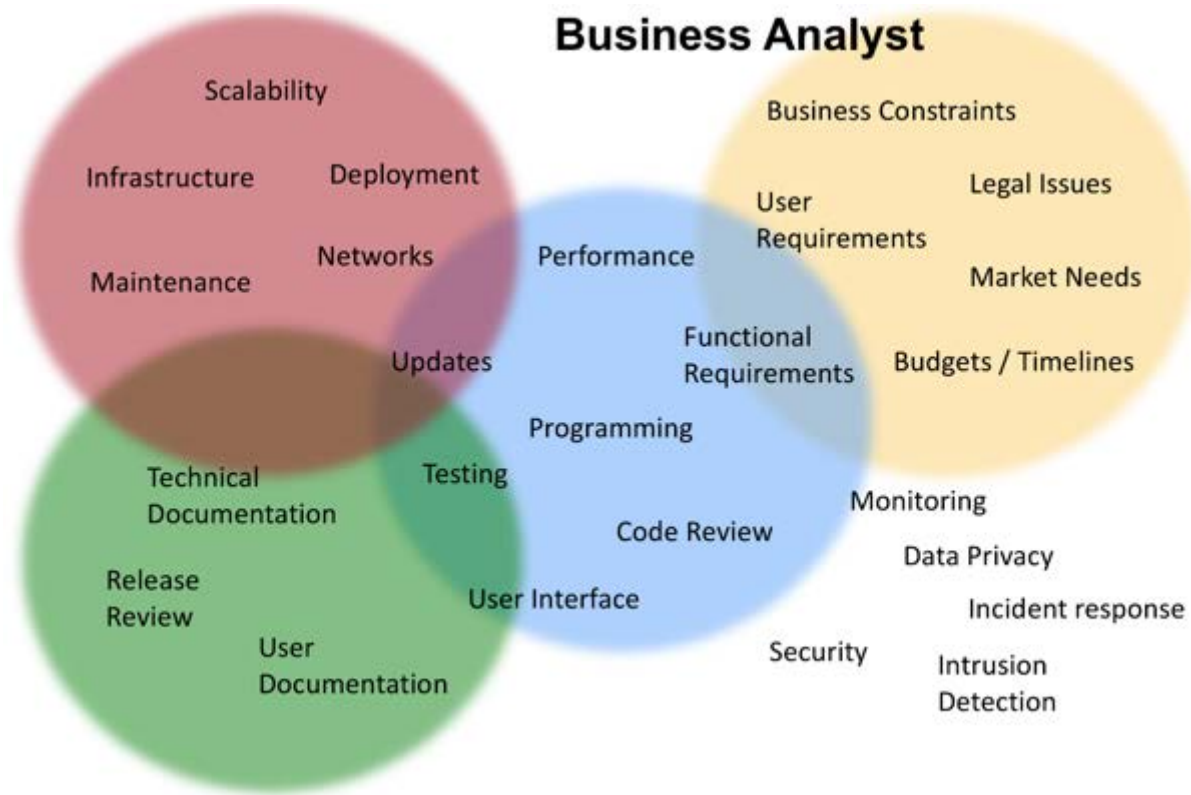 Business Analyst
Scalability
Infrastructure
Deployment
Networks
Maintenance
Updates
Business Constraints
Legal Issues
User
Requirements
Market Needs
Budgets / Timelines
Performance
Functional
Requirements
Programming
Testing
Code Review
User Interface
Technical
Documentation
Release
Review
User
Documentation
Monitoring
Data Privacy
Incident response
Security
Intrusion
Detection